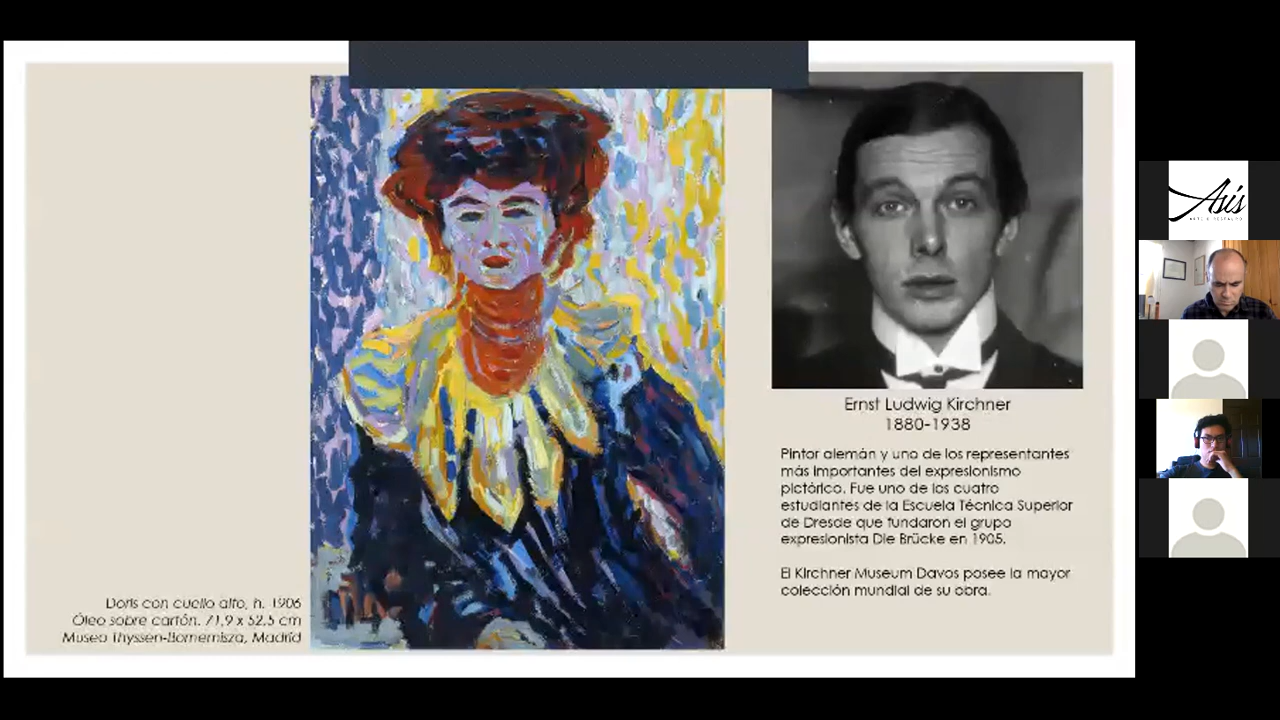 Ernst Ludwig Kirchner
1880-1938
Pintor alemán y uno de los representantes
más importantes del expresionismo
pictórico. Fue uno de los cuatro
estudiantes de la Escuela Técnica Superior
de Dresde que fundaron el grupo
expresionista Die Brücke en 1905.
El Kirchner Museum Davos posee la mayor
colección mundial de su obra.
Doris con cuello alto, h. 1906
Óleo sobre cartón. 71,9 x 52,5 cm
Museo Thyssen-Bornemisza, Madrid